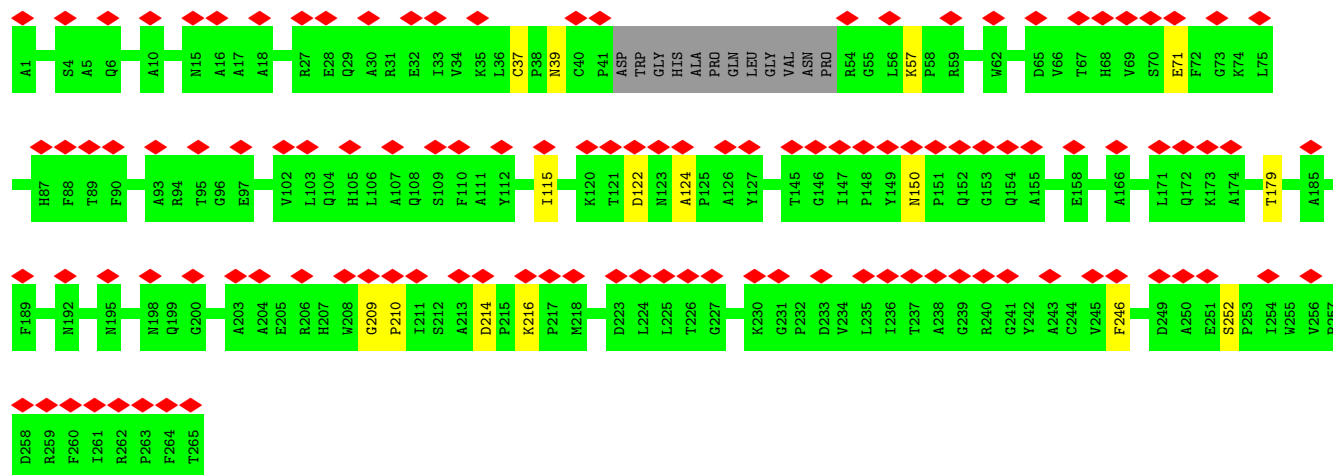 A1 S4 A5 Q6 A10 N15 A16 A17 A18 R27 E28 Q29 A30 R31 E32 I33 V34 K35 L36 C37 P38 N39 C40 P41 ASP TRP GLY HIS ALA PRO GLN LEU GLY VAL ASN PRO R54 G55 L56 K57 P58 R59 W62 D65 V66 T67 H68 V69 S70 E71 F72 G73 K74 L75
H87 F88 T89 F90 A93 R94 T95 G96 E97 V102 L103 Q104 H105 L106 A107 Q108 S109 F110 A111 Y112 I115 K120 T121 D122 N123 A124 P125 A126 Y127 T145 G146 I147 P148 Y149 N150 P151 Q152 G153 Q154 A155 E158 A166 L171 Q172 K173 A174 T179 A185
F189 N192 N195 N198 Q199 G200 A203 A204 E205 R206 H207 W208 G209 P210 I211 S212 A213 D214 P215 K216 P217 M218 D223 L224 L225 T226 Q227 K230 G231 P232 D233 V234 L235 I236 T237 A238 G239 R240 G241 Y242 A243 C244 V245 F246 D249 A250 E251 S252 P253 I254 W255 V256
D258 R259 F260 I261 R262 P263 F264 T265